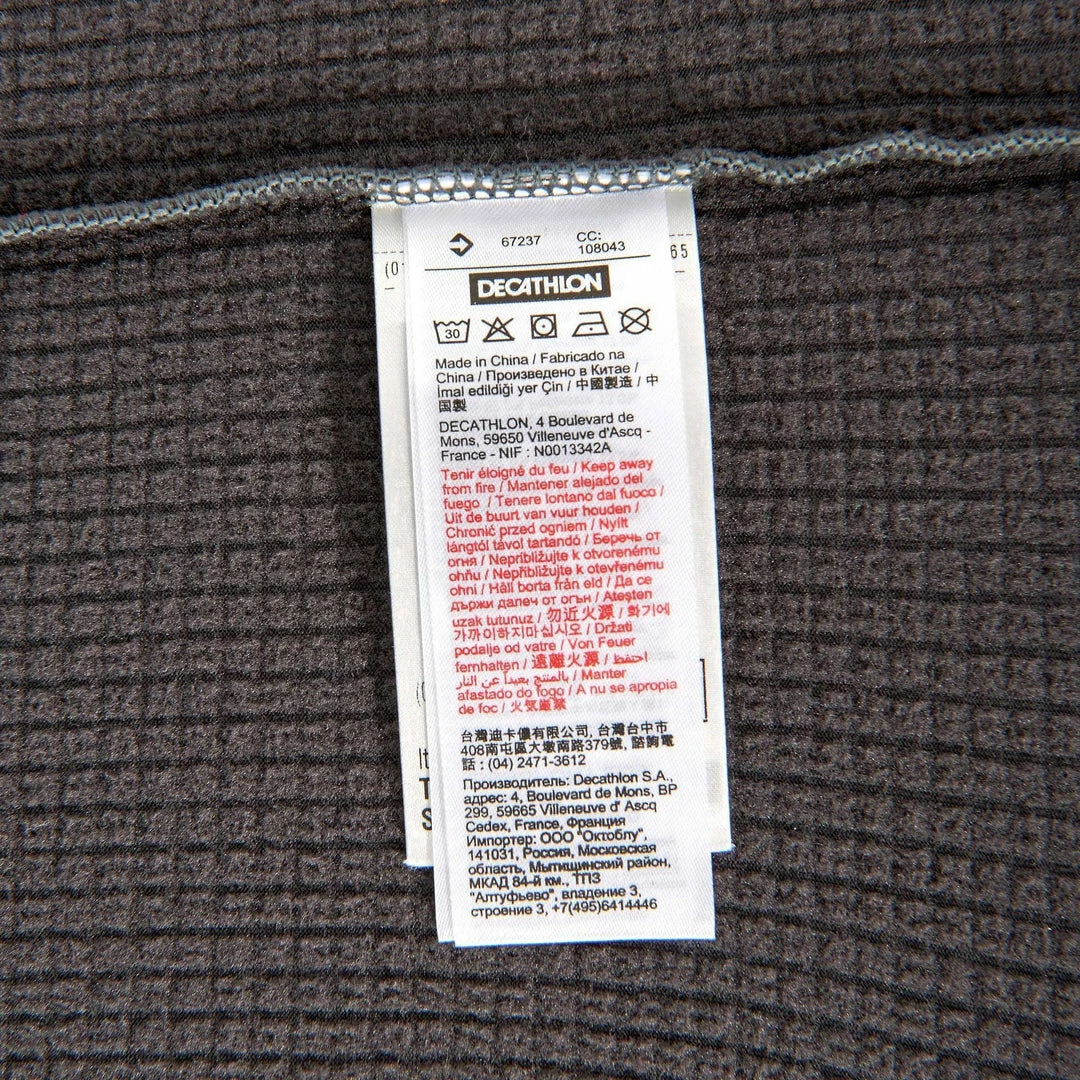 67237 CC:
108043
(01
65
DECATHLON
30
Made in China / Fabricado na
China / Произведено в Китае /
İmal edildiği yer Çin / 中國製造 / 中
国製
DECATHLON, 4 Boulevard de
Mons, 59650 Villeneuve d'Ascq -
France - NIF : N0013342A
Tenir éloigné du feu / Keep away
from fire / Mantener alejado del
fuego / Tenere lontano dal fuoco /
Uit de buurt van vuur houden /
Chronić przed ogniem / Nyílt
lángtól távol tartandó / Беречь от
огня / Nepribližujte k otvorenému
ohňu / Nepřibližujte k otevřenému
ohni / Håll borta från eld / Да се
държи далеч от огън / Ateşten
uzak tutunuz / 勿近火源 / 화기에
가까이하지마십시오 / Držati
podalje od vatre / Von Feuer
fernhalten / 遠離火源 / احتفظ
بالمنتج بعيداً عن النار / Manter
afastado do fogo / A nu se apropia
de foc / 火気厳禁
台灣迪卡儂有限公司, 台灣台中市
408南屯區大墩南路379號, 諮詢電
話 : (04) 2471-3612
Производитель: Decathlon S.A.,
адрес: 4, Boulevard de Mons, BP
299, 59665 Villeneuve d' Ascq
Cedex, France, Франция
Импортер: ООО "Октоблу",
141031, Россия, Московская
область, Мытищинский район,
МКАД 84-й км., ТПЗ
"Алтуфьево", владение 3,
строение 3, +7(495)6414446